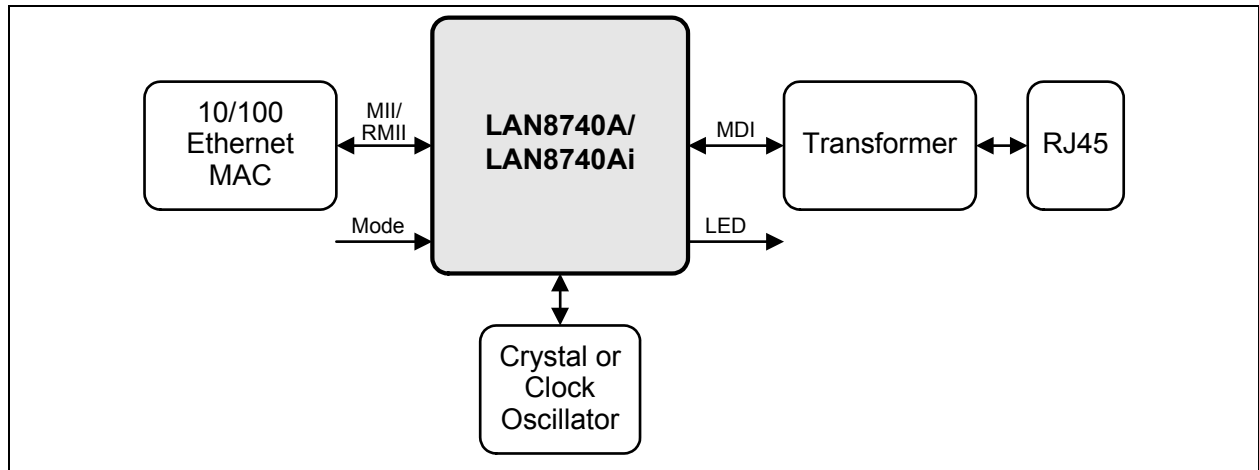 10/100
Ethernet
MAC
MII/
RMII
Mode
LAN8740A/
LAN8740Ai
MDI
LED
Transformer
RJ45
Crystal or
Clock
Oscillator